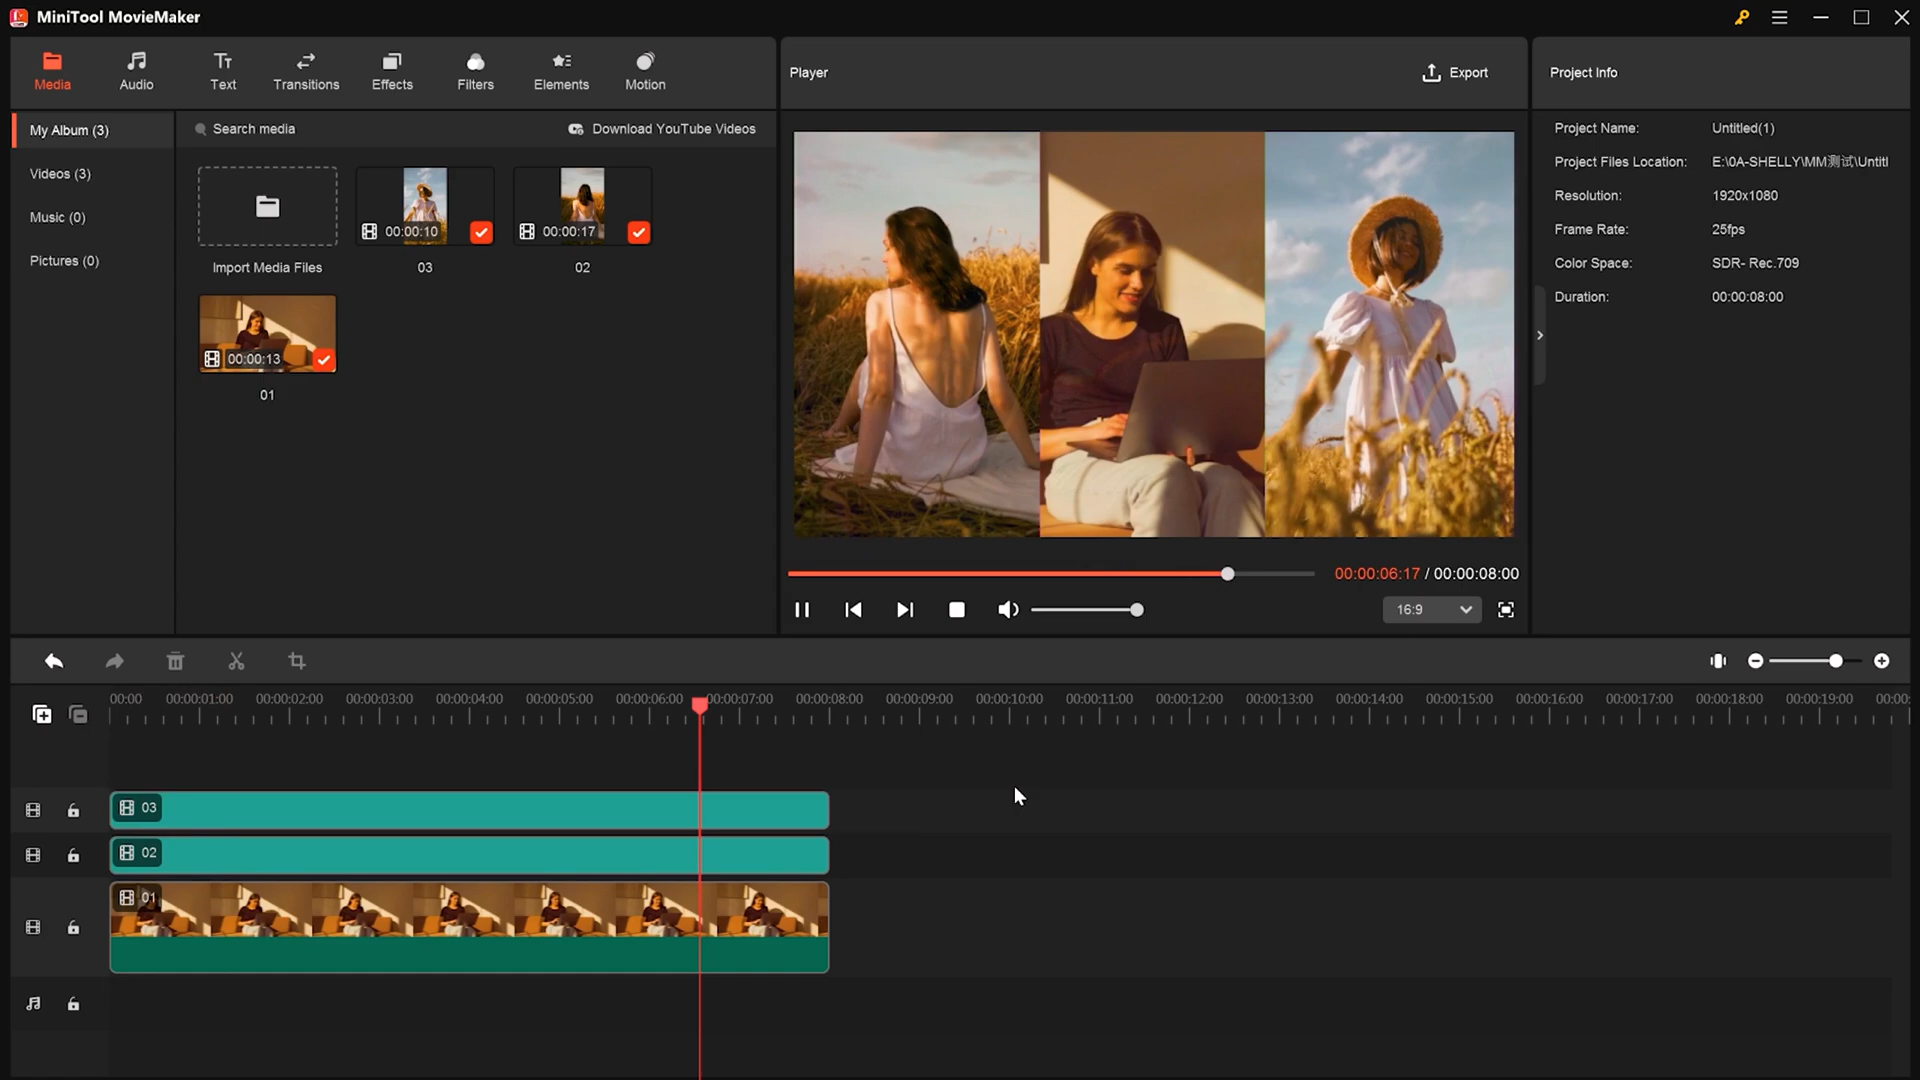 MiniTool MovieMaker
Media
Audio
Text
Transitions
Effects
Filters
Elements
Motion
Player
Export
Project Info
My Album (3)
Videos (3)
Music (0)
Pictures (0)
Search media
Download YouTube Videos
Import Media Files
00:00:10
03
00:00:17
02
00:00:13
01
Project Name: Untitled(1)
Project Files Location: E:\0A-SHELLY\MM测试\Untitl
Resolution: 1920x1080
Frame Rate: 25fps
Color Space: SDR- Rec.709
Duration: 00:00:08:00
00:00:06:17 / 00:00:08:00
16:9
00:00 00:00:01:00 00:00:02:00 00:00:03:00 00:00:04:00 00:00:05:00 00:00:06:00 00:00:07:00 00:00:08:00 00:00:09:00 00:00:10:00 00:00:11:00 00:00:12:00 00:00:13:00 00:00:14:00 00:00:15:00 00:00:16:00 00:00:17:00 00:00:18:00 00:00:19:00 00:00:
03
02
01